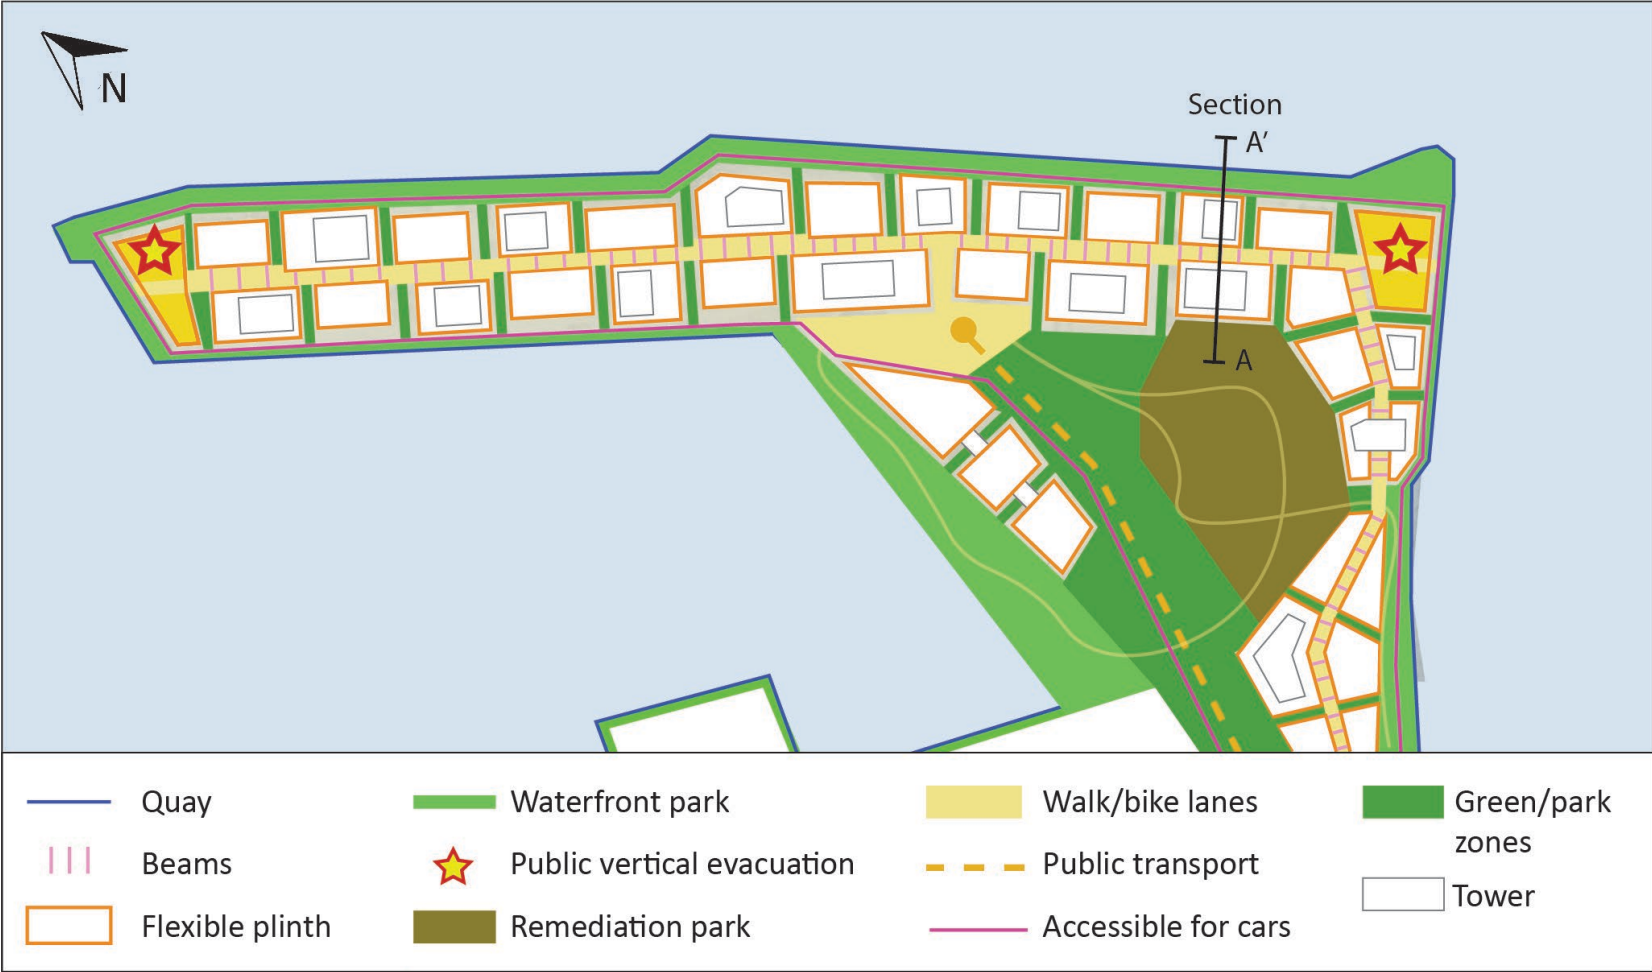 N
Section
A'
A
Quay
Waterfront park
Walk/bike lanes
Green/park
zones
Beams
Public vertical evacuation
Public transport
Tower
Flexible plinth
Remediation park
Accessible for cars